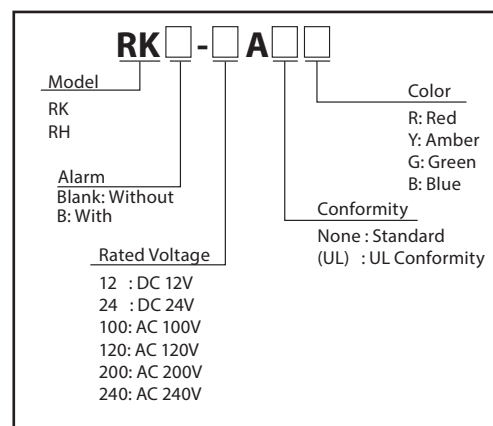 RK□-□A□□
Model
RK
RH
Alarm
Blank: Without
B: With
Rated Voltage
12 : DC 12V
24 : DC 24V
100: AC 100V
120: AC 120V
200: AC 200V
240: AC 240V
Conformity
None : Standard
(UL) : UL Conformity
Color
R: Red
Y: Amber
G: Green
B: Blue